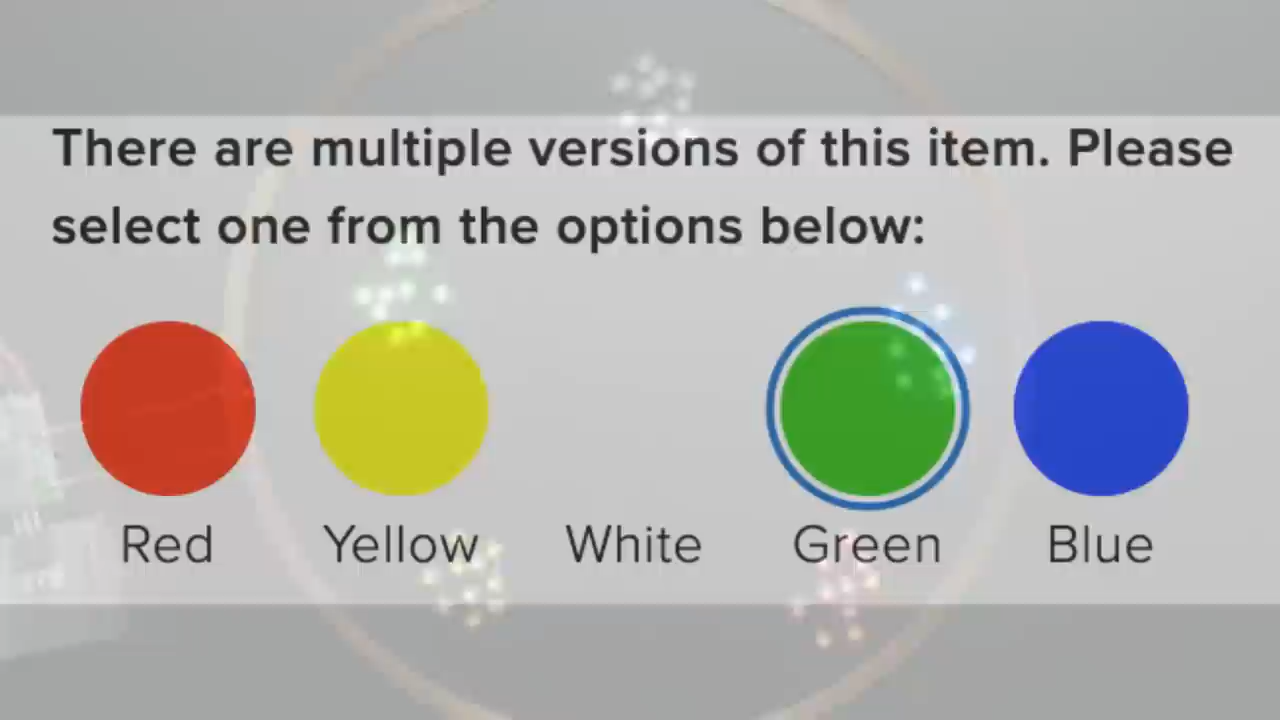 There are multiple versions of this item. Please
select one from the options below:
Red Yellow White Green Blue